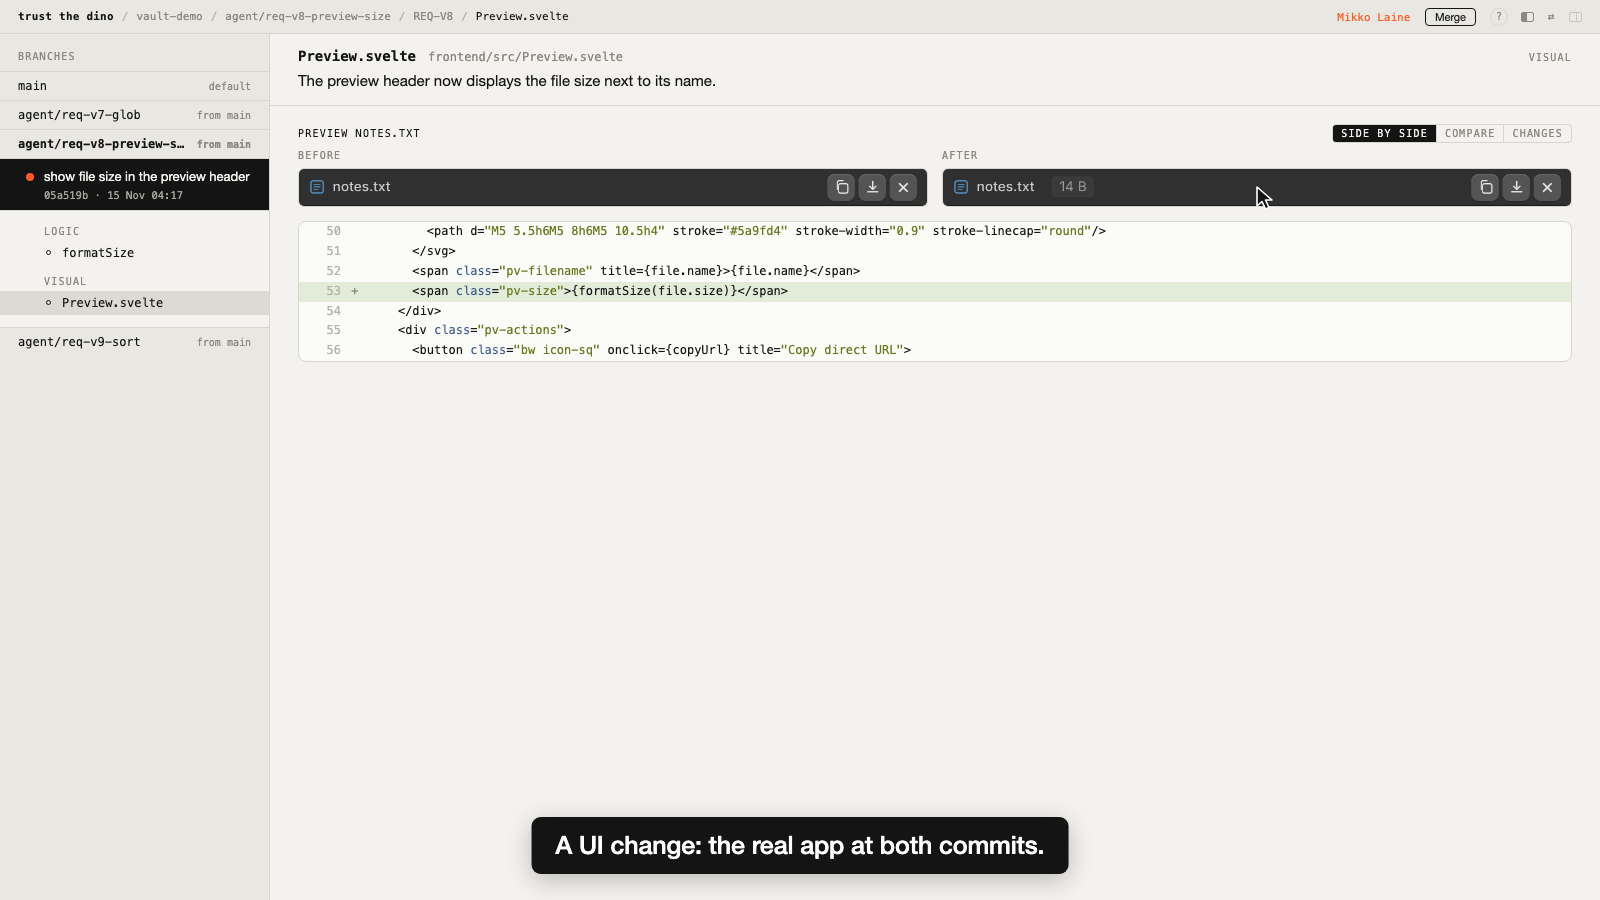 trust the dino / vault-demo / agent/req-v8-preview-size / REQ-V8 / Preview.svelte
Mikko Laine Merge ?
BRANCHES
main default
agent/req-v7-glob from main
agent/req-v8-preview-s… from main
show file size in the preview header
05a519b · 15 Nov 04:17
LOGIC
formatSize
VISUAL
Preview.svelte
agent/req-v9-sort from main
Preview.svelte frontend/src/Preview.svelte VISUAL
The preview header now displays the file size next to its name.
PREVIEW NOTES.TXT SIDE BY SIDE COMPARE CHANGES
BEFORE AFTER
notes.txt
notes.txt 14 B
50 <path d="M5 5.5h6M5 8h6M5 10.5h4" stroke="#5a9fd4" stroke-width="0.9" stroke-linecap="round"/>
51 </svg>
52 <span class="pv-filename" title={file.name}>{file.name}</span>
53 + <span class="pv-size">{formatSize(file.size)}</span>
54 </div>
55 <div class="pv-actions">
56 <button class="bw icon-sq" onclick={copyUrl} title="Copy direct URL">
A UI change: the real app at both commits.